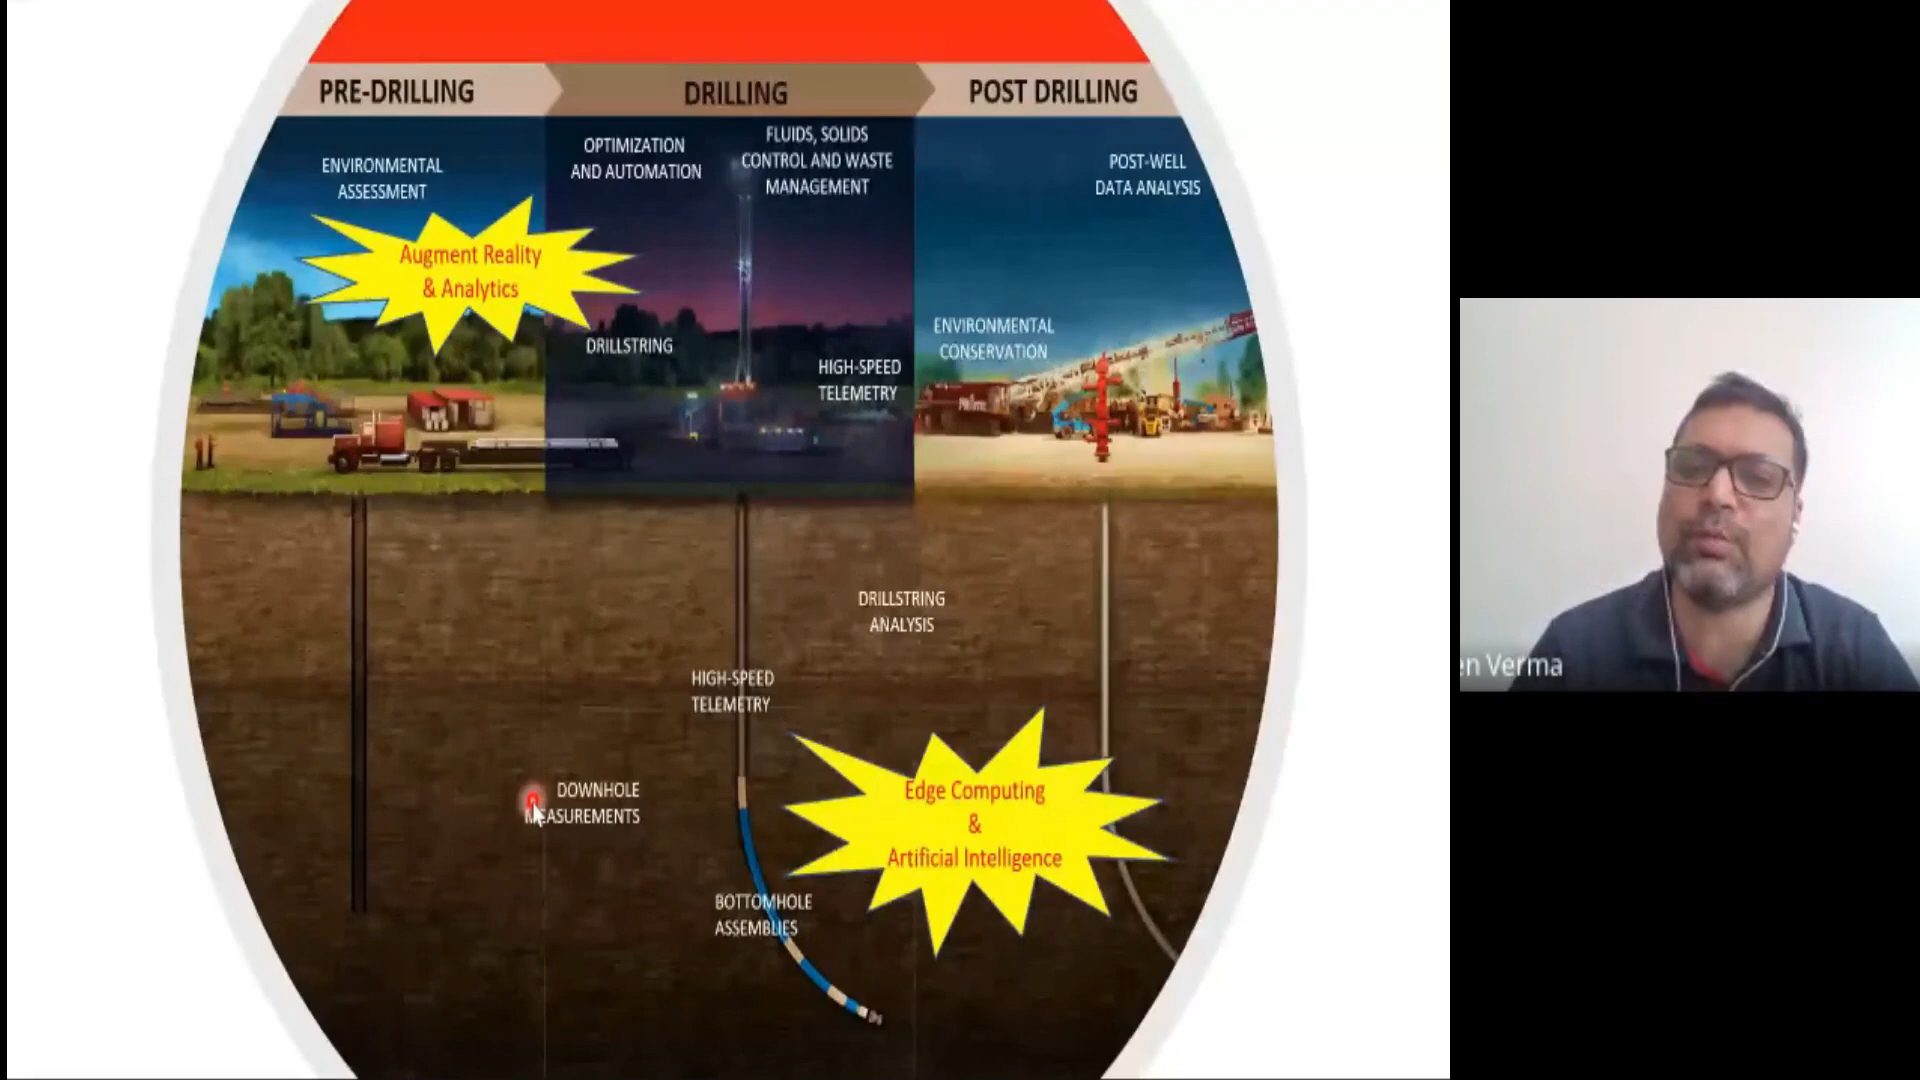 PRE-DRILLING
DRILLING
POST DRILLING
ENVIRONMENTAL
ASSESSMENT
OPTIMIZATION
AND AUTOMATION
FLUIDS, SOLIDS
CONTROL AND WASTE
MANAGEMENT
POST-WELL
DATA ANALYSIS
Augment Reality
& Analytics
DRILLSTRING
HIGH-SPEED
TELEMETRY
ENVIRONMENTAL
CONSERVATION
DRILLSTRING
ANALYSIS
HIGH-SPEED
TELEMETRY
DOWNHOLE
MEASUREMENTS
Edge Computing
&
Artificial Intelligence
BOTTOMHOLE
ASSEMBLIES
en Verma